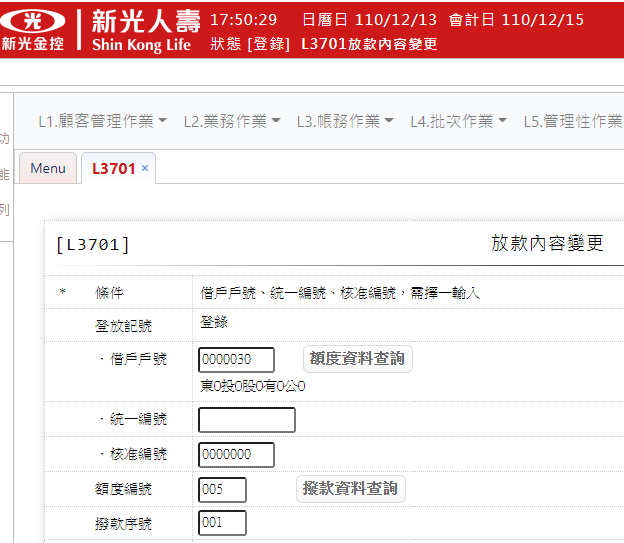 新光金控
新光人壽
Shin Kong Life
17:50:29 日曆日 110/12/13 會計日 110/12/15
狀態 [登錄] L3701放款內容變更
功
能
列
L1.顧客管理作業 L2.業務作業 L3.帳務作業 L4.批次作業 L5.管理性作業
Menu L3701 ×
[L3701] 放款內容變更
* 條件 借戶戶號、統一編號、核准編號，需擇一輸入
登放記號 登錄
．借戶戶號 0000030 額度資料查詢
東0投0股0有0公0
．統一編號
．核准編號 0000000
額度編號 005 撥款資料查詢
撥款序號 001